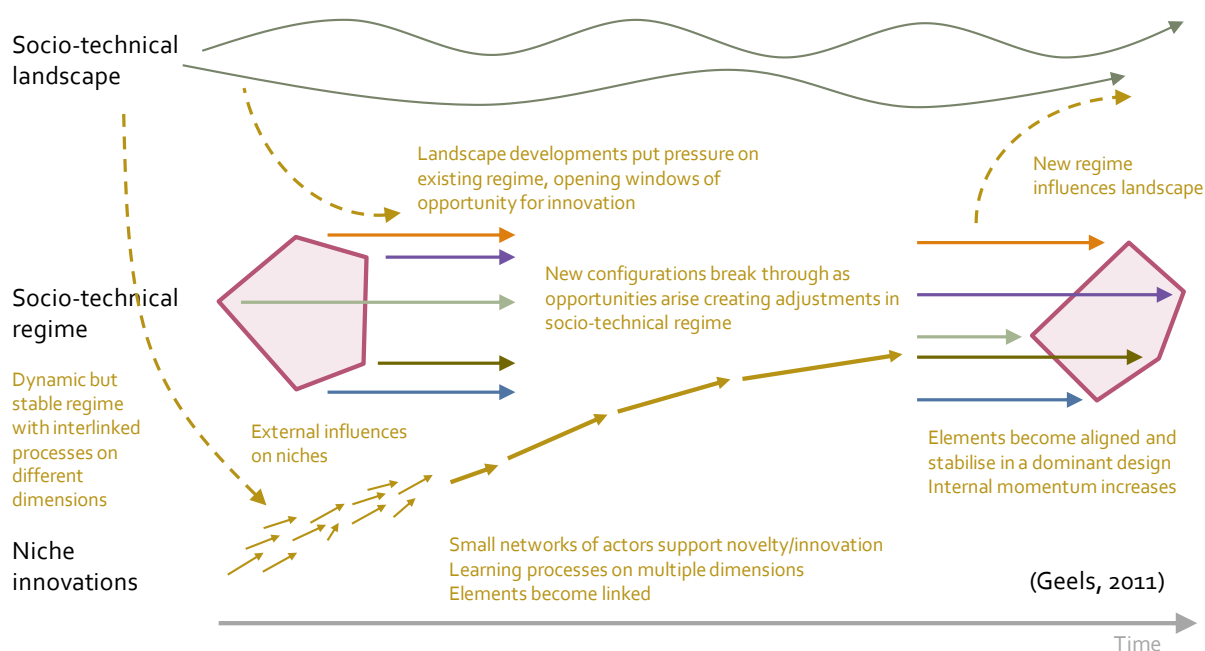 Socio-technical
landscape
Landscape developments put pressure on
existing regime, opening windows of
opportunity for innovation
New regime
influences landscape
Socio-technical
regime
New configurations break through as
opportunities arise creating adjustments in
socio-technical regime
Dynamic but
stable regime
with interlinked
processes on
different
dimensions
External influences
on niches
Elements become aligned and
stabilise in a dominant design
Internal momentum increases
Niche
innovations
Small networks of actors support novelty/innovation
Learning processes on multiple dimensions
Elements become linked
(Geels, 2011)
Time